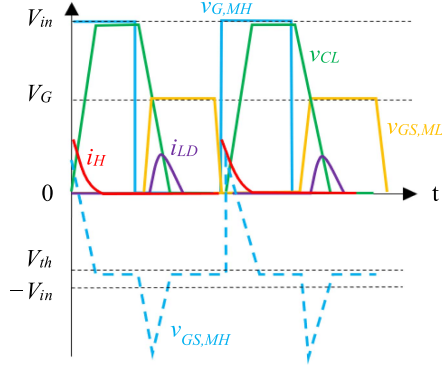 V_in
v_G,MH
v_CL
V_G
v_GS,ML
i_H
i_LD
0
t
V_th
−V_in
v_GS,MH